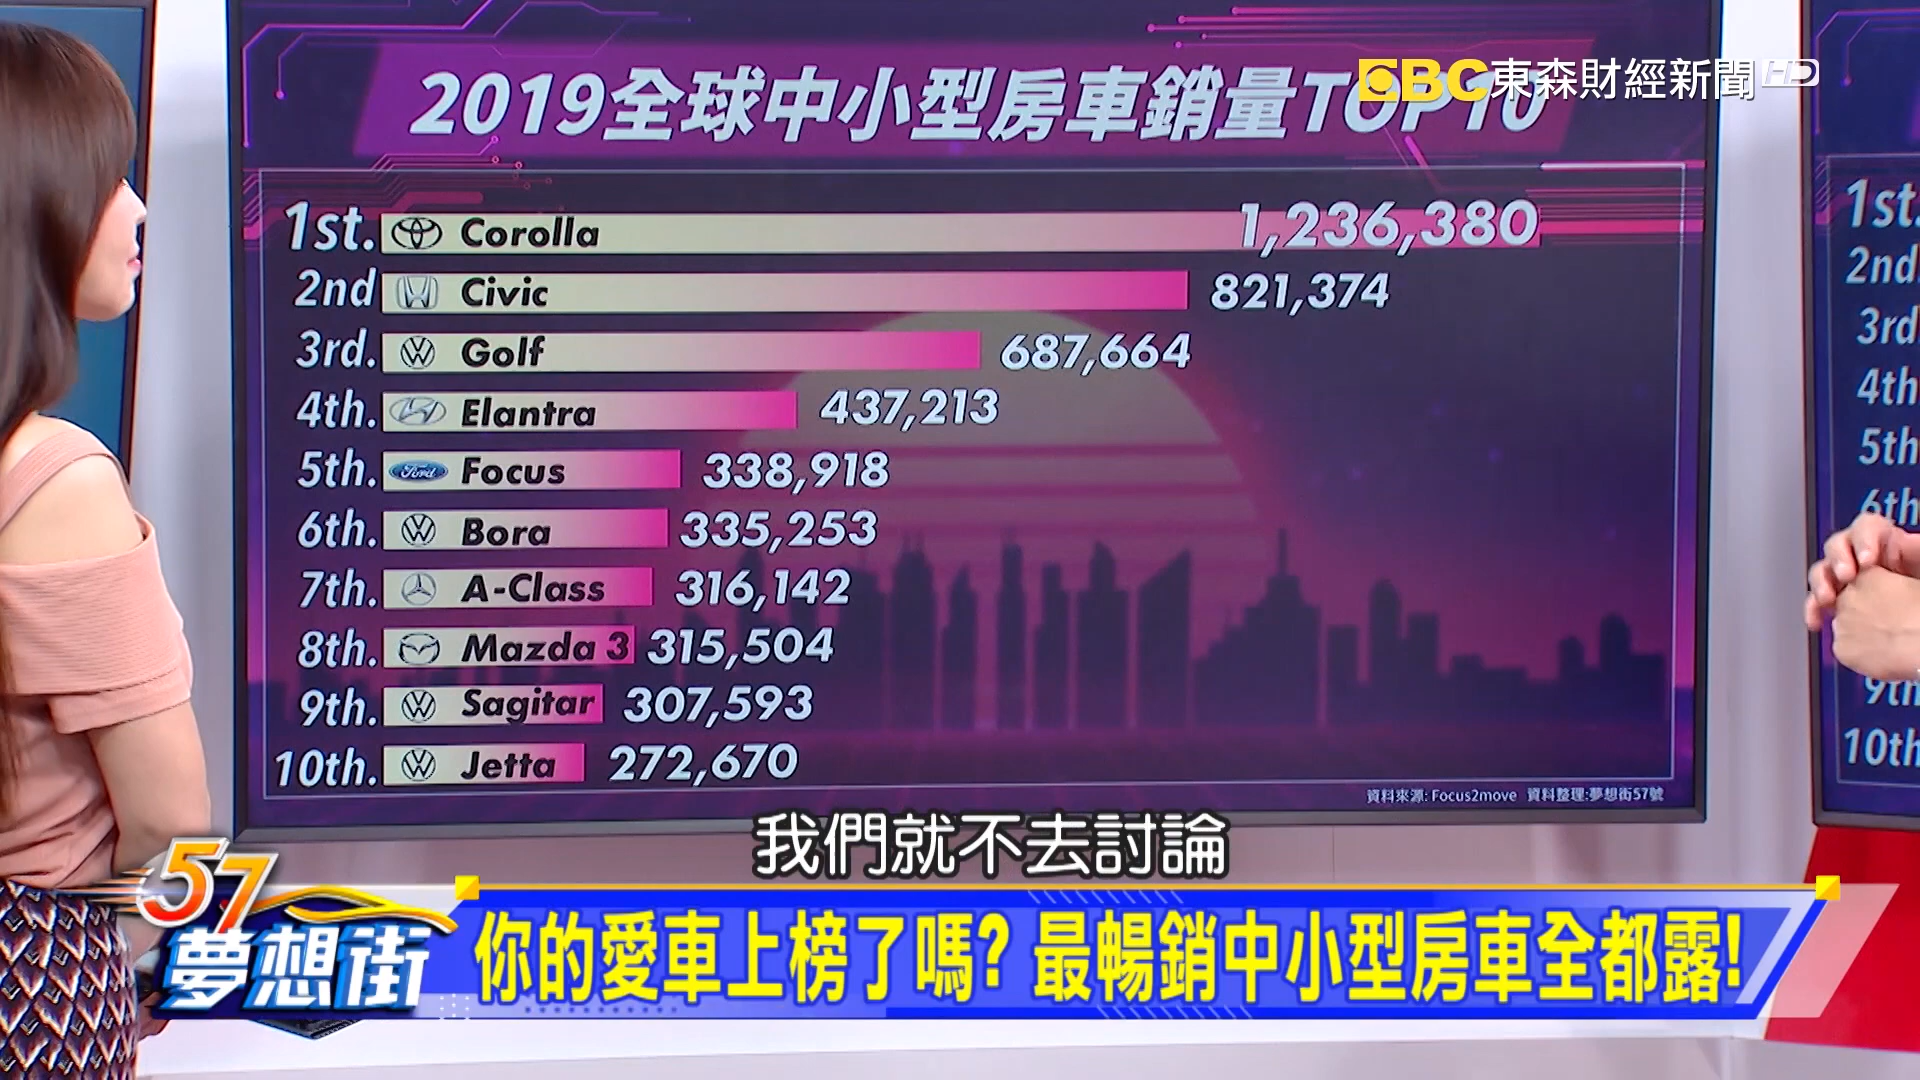 2019全球中小型房車銷量TOP10
EBC東森財經新聞HD
1st. Corolla 1,236,380
2nd Civic 821,374
3rd. Golf 687,664
4th. Elantra 437,213
5th. Ford Focus 338,918
6th. Bora 335,253
7th. A-Class 316,142
8th. Mazda 3 315,504
9th. Sagitar 307,593
10th. Jetta 272,670
資料來源: Focus2move 資料整理:夢想街57號
1st.
2nd
3rd
4th
5th
6th
9th
10th
我們就不去討論
57
夢想街
你的愛車上榜了嗎? 最暢銷中小型房車全都露!